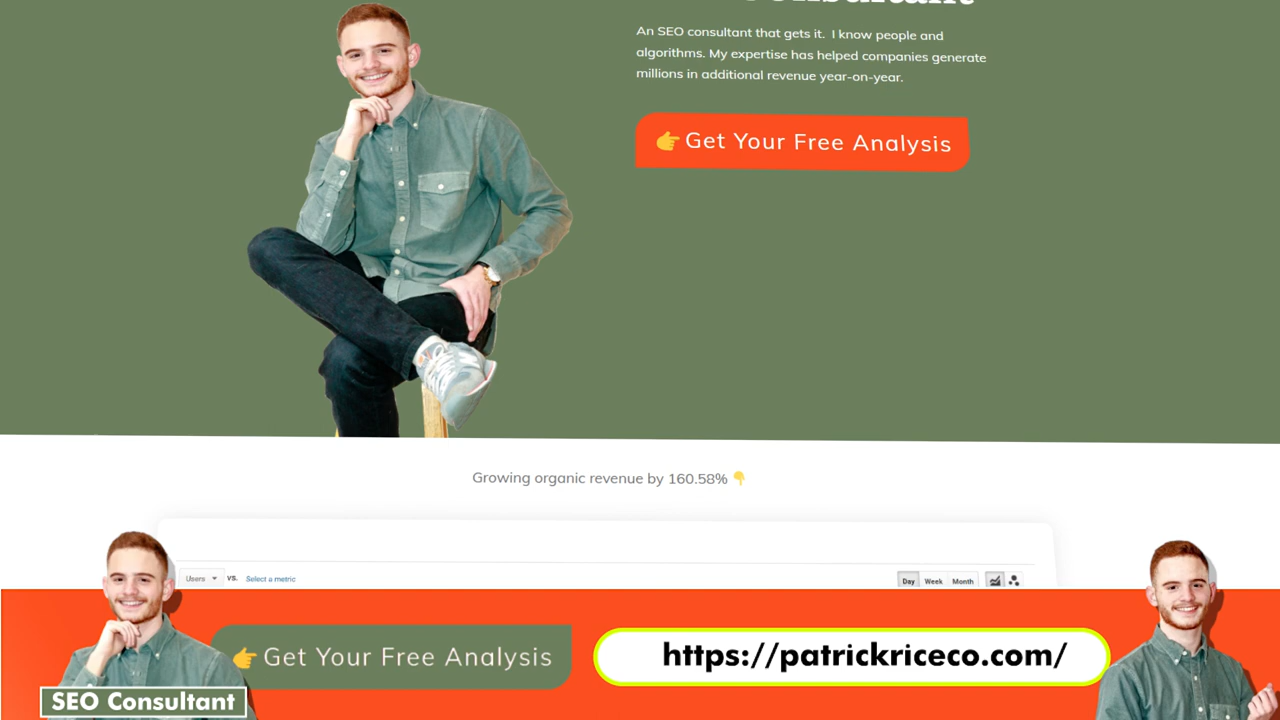 An SEO consultant that gets it. I know people and
algorithms. My expertise has helped companies generate
millions in additional revenue year-on-year.
👉 Get Your Free Analysis
Growing organic revenue by 160.58% 👇
Users ▼ VS. Select a metric
Day Week Month
👉 Get Your Free Analysis
https://patrickriceco.com/
SEO Consultant